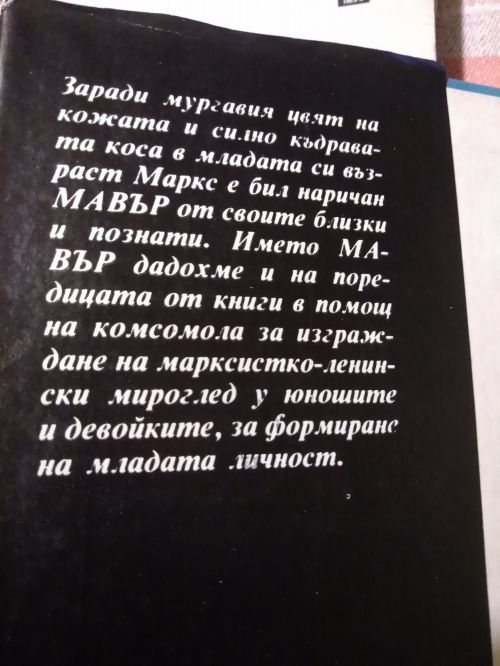 Заради мургавия цвят на
кожата и силно къдрава-
та коса в младата си въз-
раст Маркс е бил наричан
МАВЪР от своите близки
и познати. Името МА-
ВЪР дадохме и на поре-
дицата от книги в помощ
на комсомола за изграж-
дане на марксистко-ленин-
ски мироглед у юношите
и девойките, за формиране
на младата личност.